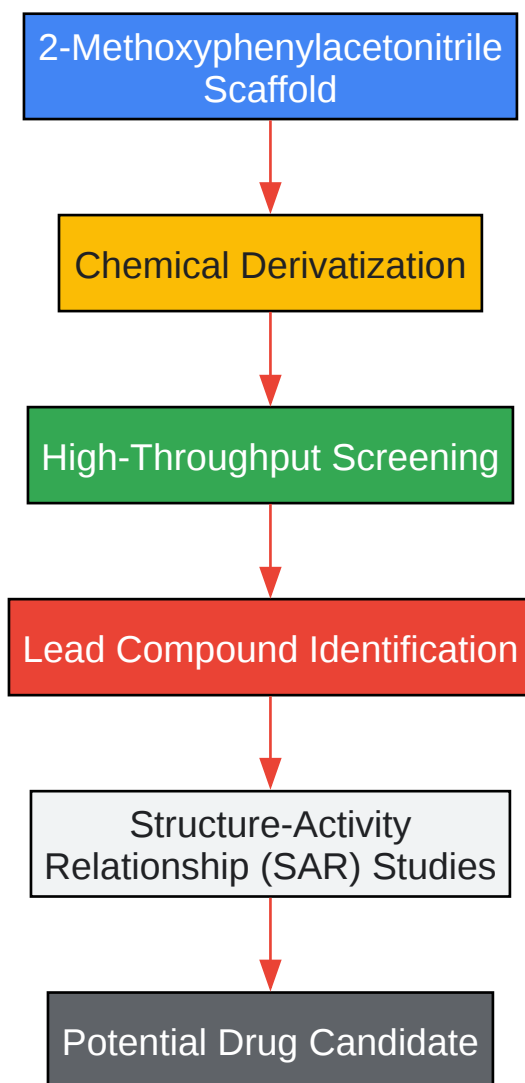 2-Methoxyphenylacetonitrile
Scaffold
Chemical Derivatization
High-Throughput Screening
Lead Compound Identification
Structure-Activity
Relationship (SAR) Studies
Potential Drug Candidate